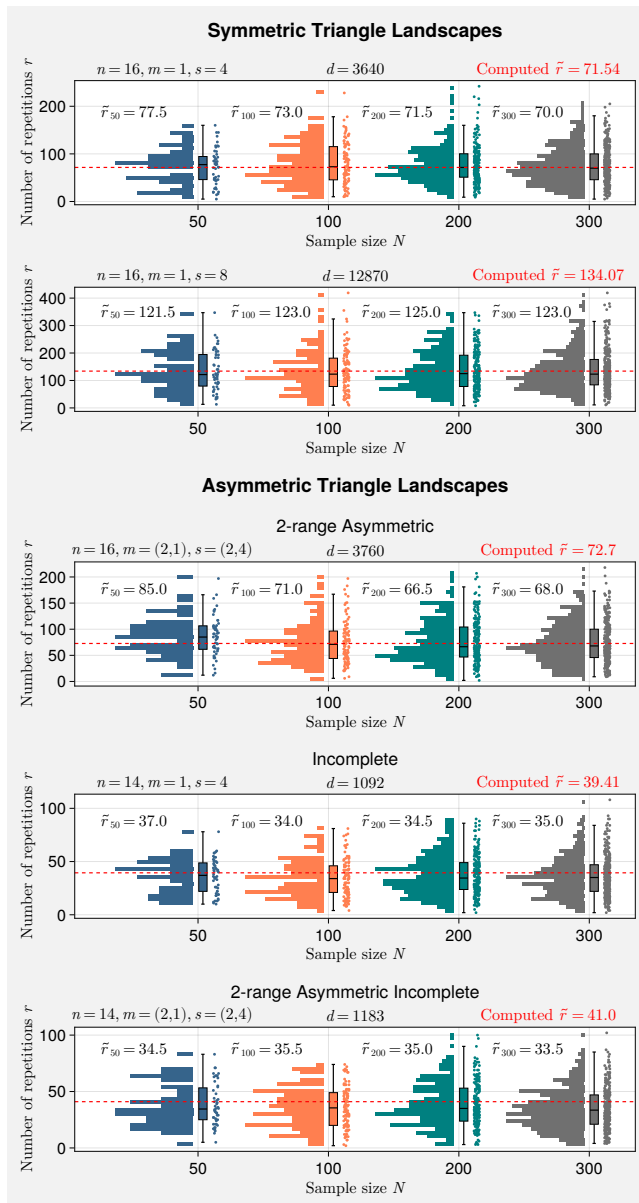 Symmetric Triangle Landscapes
n = 16, m = 1, s = 4 d = 3640 Computed r̃ = 71.54
Number of repetitions r
200
100
0
r̃50 = 77.5 r̃100 = 73.0 r̃200 = 71.5 r̃300 = 70.0
50 100 200 300
Sample size N
n = 16, m = 1, s = 8 d = 12870 Computed r̃ = 134.07
Number of repetitions r
400
300
200
100
0
r̃50 = 121.5 r̃100 = 123.0 r̃200 = 125.0 r̃300 = 123.0
50 100 200 300
Sample size N
Asymmetric Triangle Landscapes
2-range Asymmetric
n = 16, m = (2,1), s = (2,4) d = 3760 Computed r̃ = 72.7
Number of repetitions r
200
150
100
50
0
r̃50 = 85.0 r̃100 = 71.0 r̃200 = 66.5 r̃300 = 68.0
50 100 200 300
Sample size N
Incomplete
n = 14, m = 1, s = 4 d = 1092 Computed r̃ = 39.41
Number of repetitions r
100
50
0
r̃50 = 37.0 r̃100 = 34.0 r̃200 = 34.5 r̃300 = 35.0
50 100 200 300
Sample size N
2-range Asymmetric Incomplete
n = 14, m = (2,1), s = (2,4) d = 1183 Computed r̃ = 41.0
Number of repetitions r
100
50
0
r̃50 = 34.5 r̃100 = 35.5 r̃200 = 35.0 r̃300 = 33.5
50 100 200 300
Sample size N